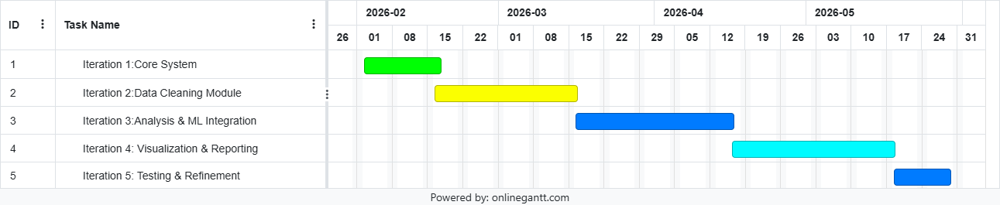 ID Task Name 2026-02 2026-03 2026-04 2026-05
26 01 08 15 22 01 08 15 22 29 05 12 19 26 03 10 17 24 31
1 Iteration 1:Core System
2 Iteration 2:Data Cleaning Module
3 Iteration 3:Analysis & ML Integration
4 Iteration 4: Visualization & Reporting
5 Iteration 5: Testing & Refinement
Powered by: onlinegantt.com